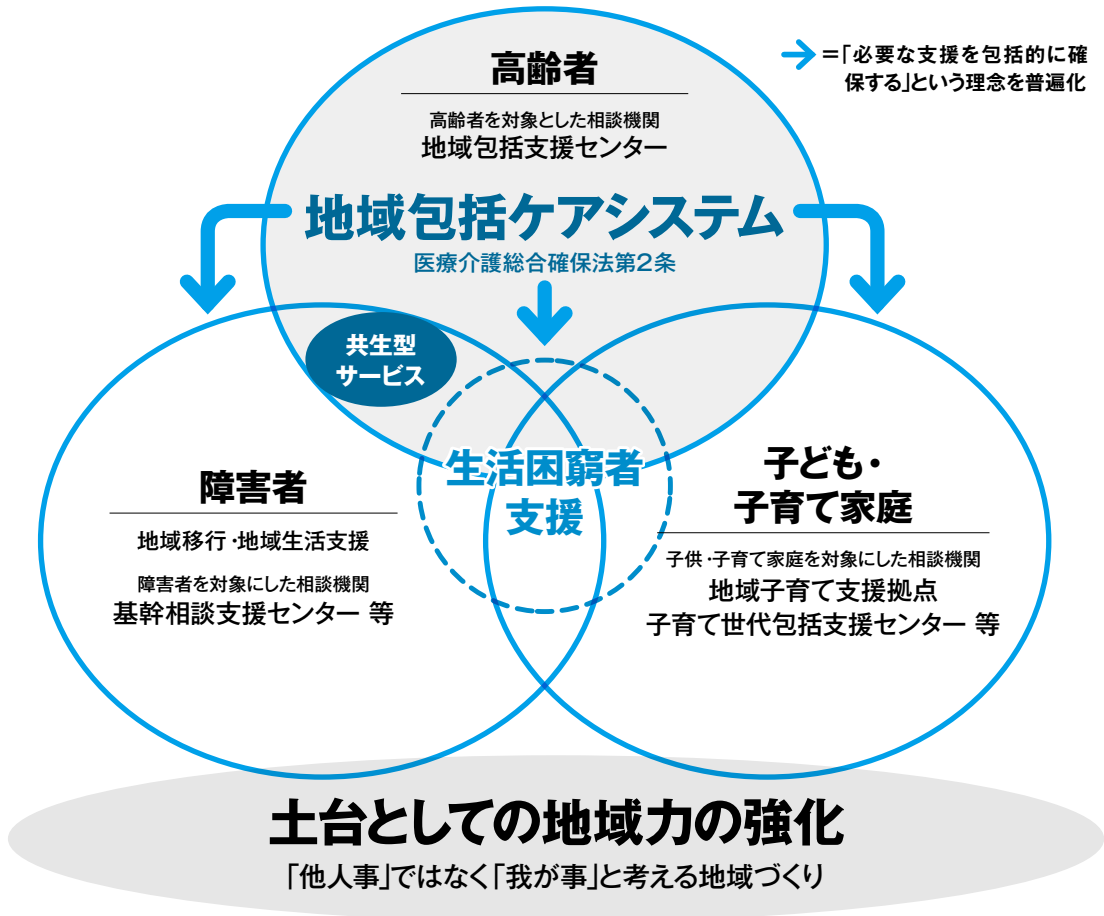 高齢者
高齢者を対象とした相談機関
地域包括支援センター
→=「必要な支援を包括的に確
保する」という理念を普遍化
地域包括ケアシステム
医療介護総合確保法第2条
共生型
サービス
生活困窮者
支援
障害者
地域移行・地域生活支援
障害者を対象にした相談機関
基幹相談支援センター 等
子ども・
子育て家庭
子供・子育て家庭を対象にした相談機関
地域子育て支援拠点
子育て世代包括支援センター 等
土台としての地域力の強化
「他人事」ではなく「我が事」と考える地域づくり